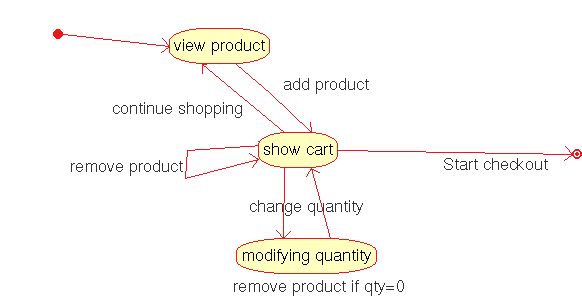 view product
add product
continue shopping
show cart
remove product
Start checkout
change quantity
modifying quantity
remove product if qty=0